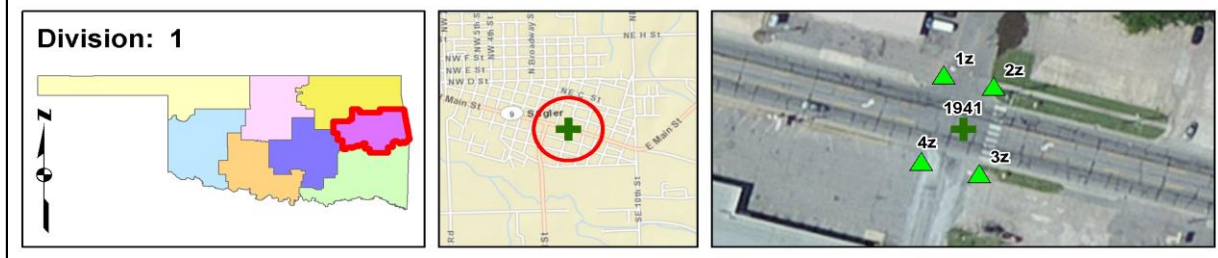 Division: 1
N
NW 5th St
NW 4th St
N Broadway St
NE H St
NW F St
NW E St
NW D St
NE C St
Main St
9
Stigler
E Main St
SE 10th St
Rd
St
1z
2z
1941
4z
3z